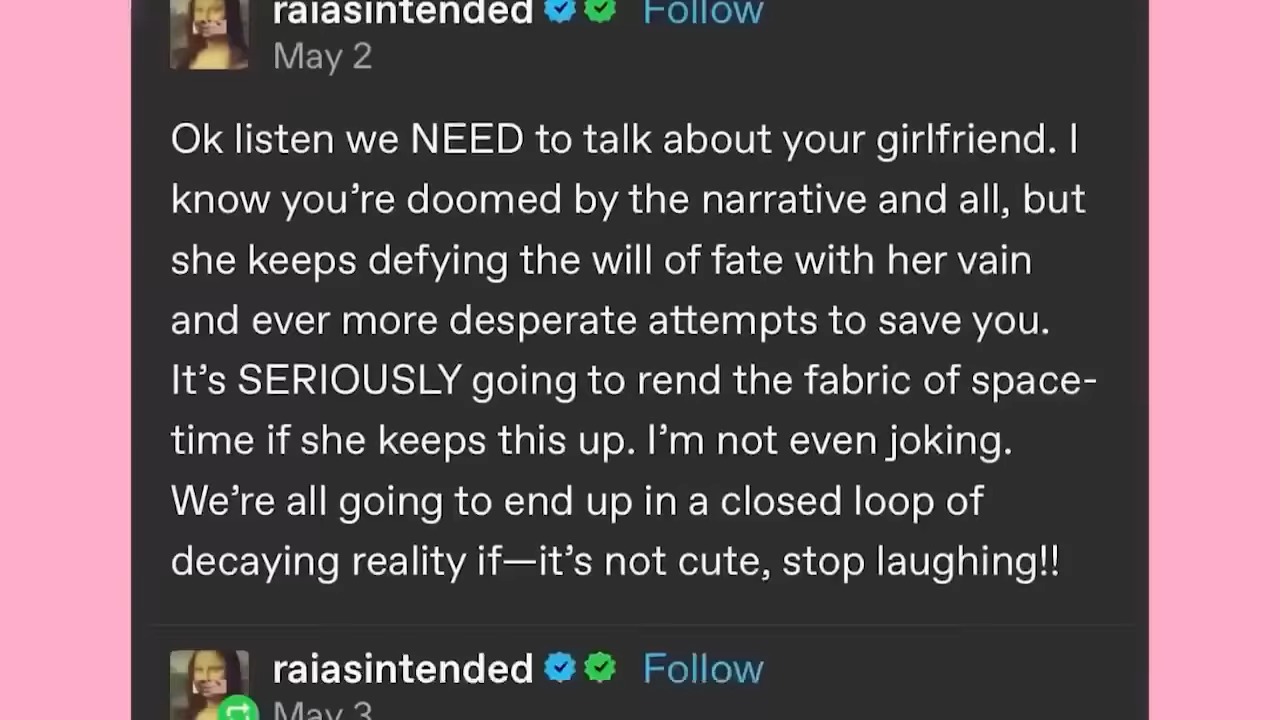 raiasintended Follow
May 2
Ok listen we NEED to talk about your girlfriend. I
know you’re doomed by the narrative and all, but
she keeps defying the will of fate with her vain
and ever more desperate attempts to save you.
It’s SERIOUSLY going to rend the fabric of space-
time if she keeps this up. I’m not even joking.
We’re all going to end up in a closed loop of
decaying reality if—it’s not cute, stop laughing!!
raiasintended Follow
May 3